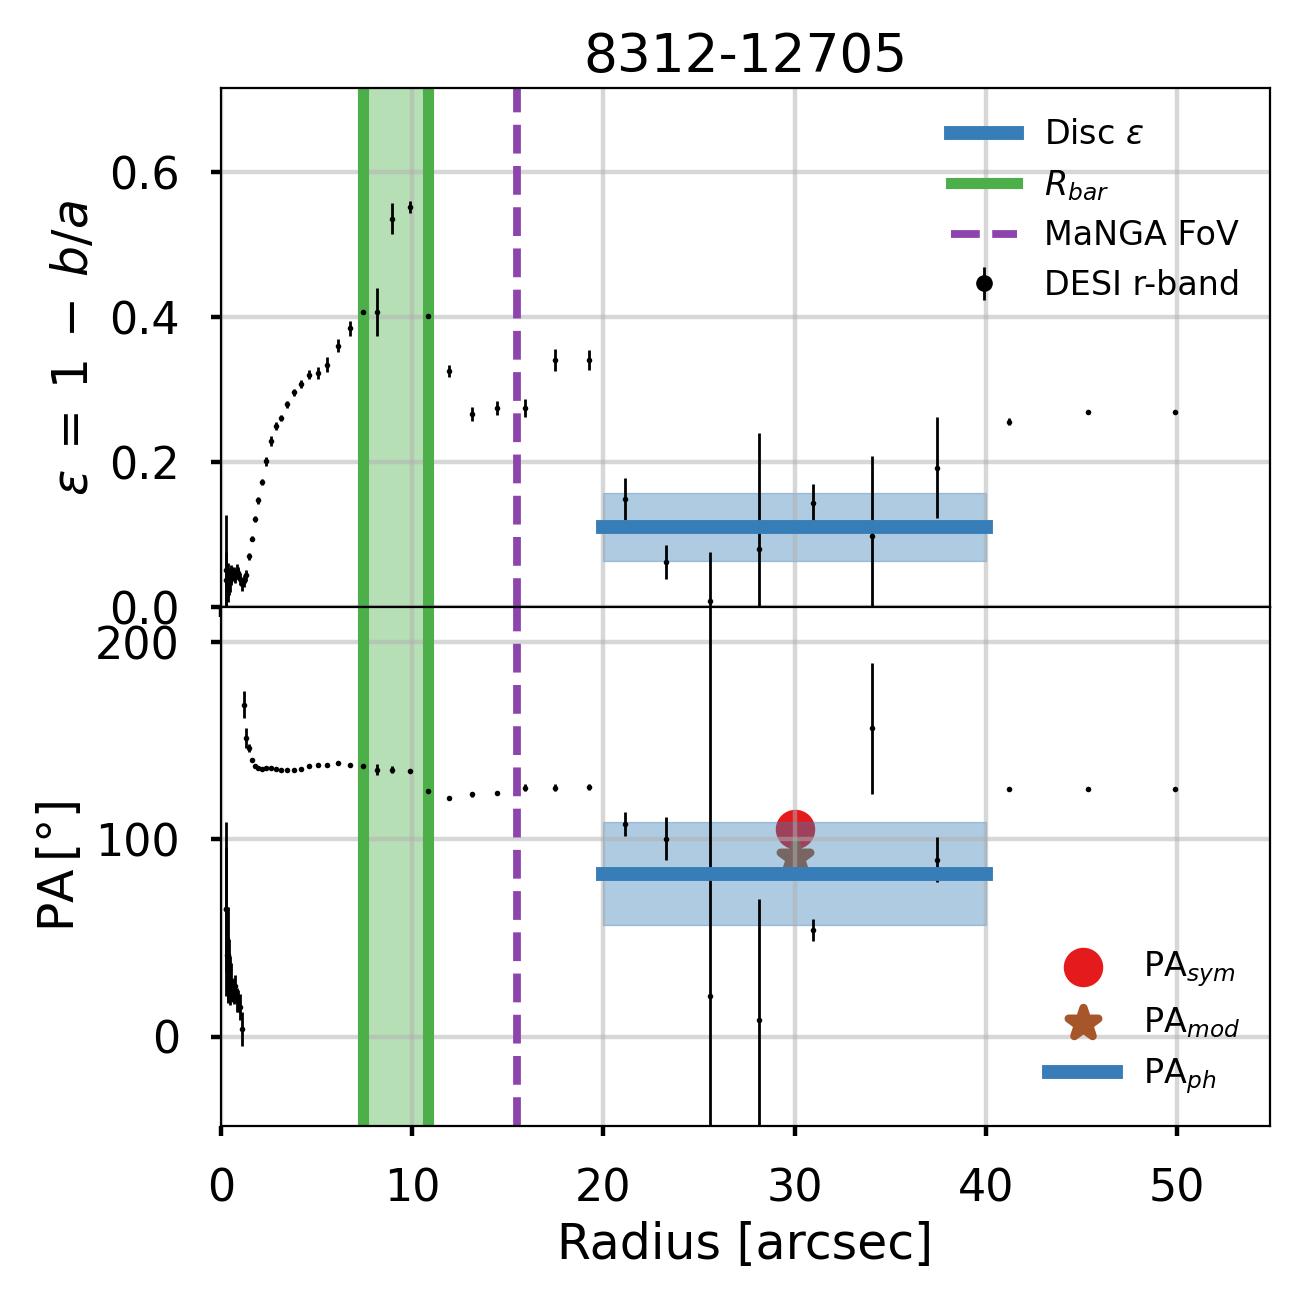 8312-12705
Disc ε
R_bar
MaNGA FoV
DESI r-band
ε = 1 − b/a
0.6
0.4
0.2
0.0
200
100
0
PA [°]
PA_sym
PA_mod
PA_ph
0 10 20 30 40 50
Radius [arcsec]